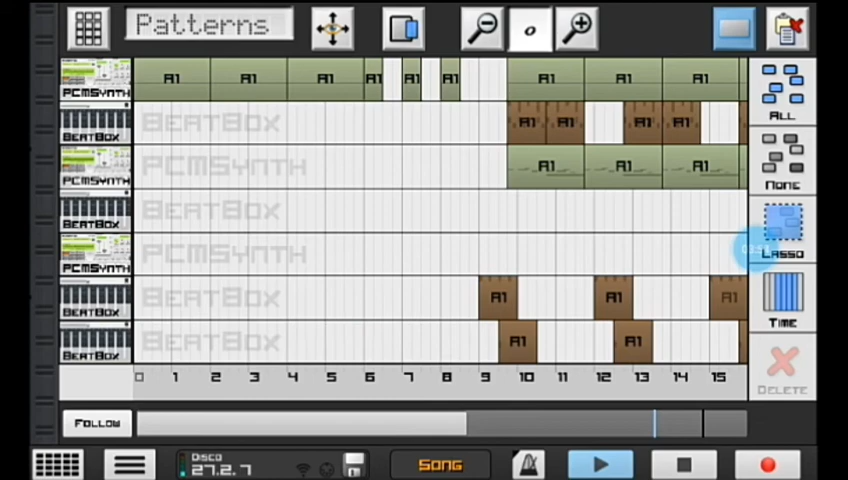 Patterns
o
PCMSynth
A1 A1 A1 A1 A1 A1 A1 A1 A1
ALL
BeatBox
BeatBox
A1 A1 A1 A1
PCMSynth
PCMSynth
A1 A1 A1
NONE
BeatBox
BeatBox
LASSO
PCMSynth
PCMSynth
BeatBox
BeatBox
A1 A1 A1
TIME
BeatBox
BeatBox
A1 A1
DELETE
0 1 2 3 4 5 6 7 8 9 10 11 12 13 14 15
FOLLOW
DISCO
27.2.7
SONG